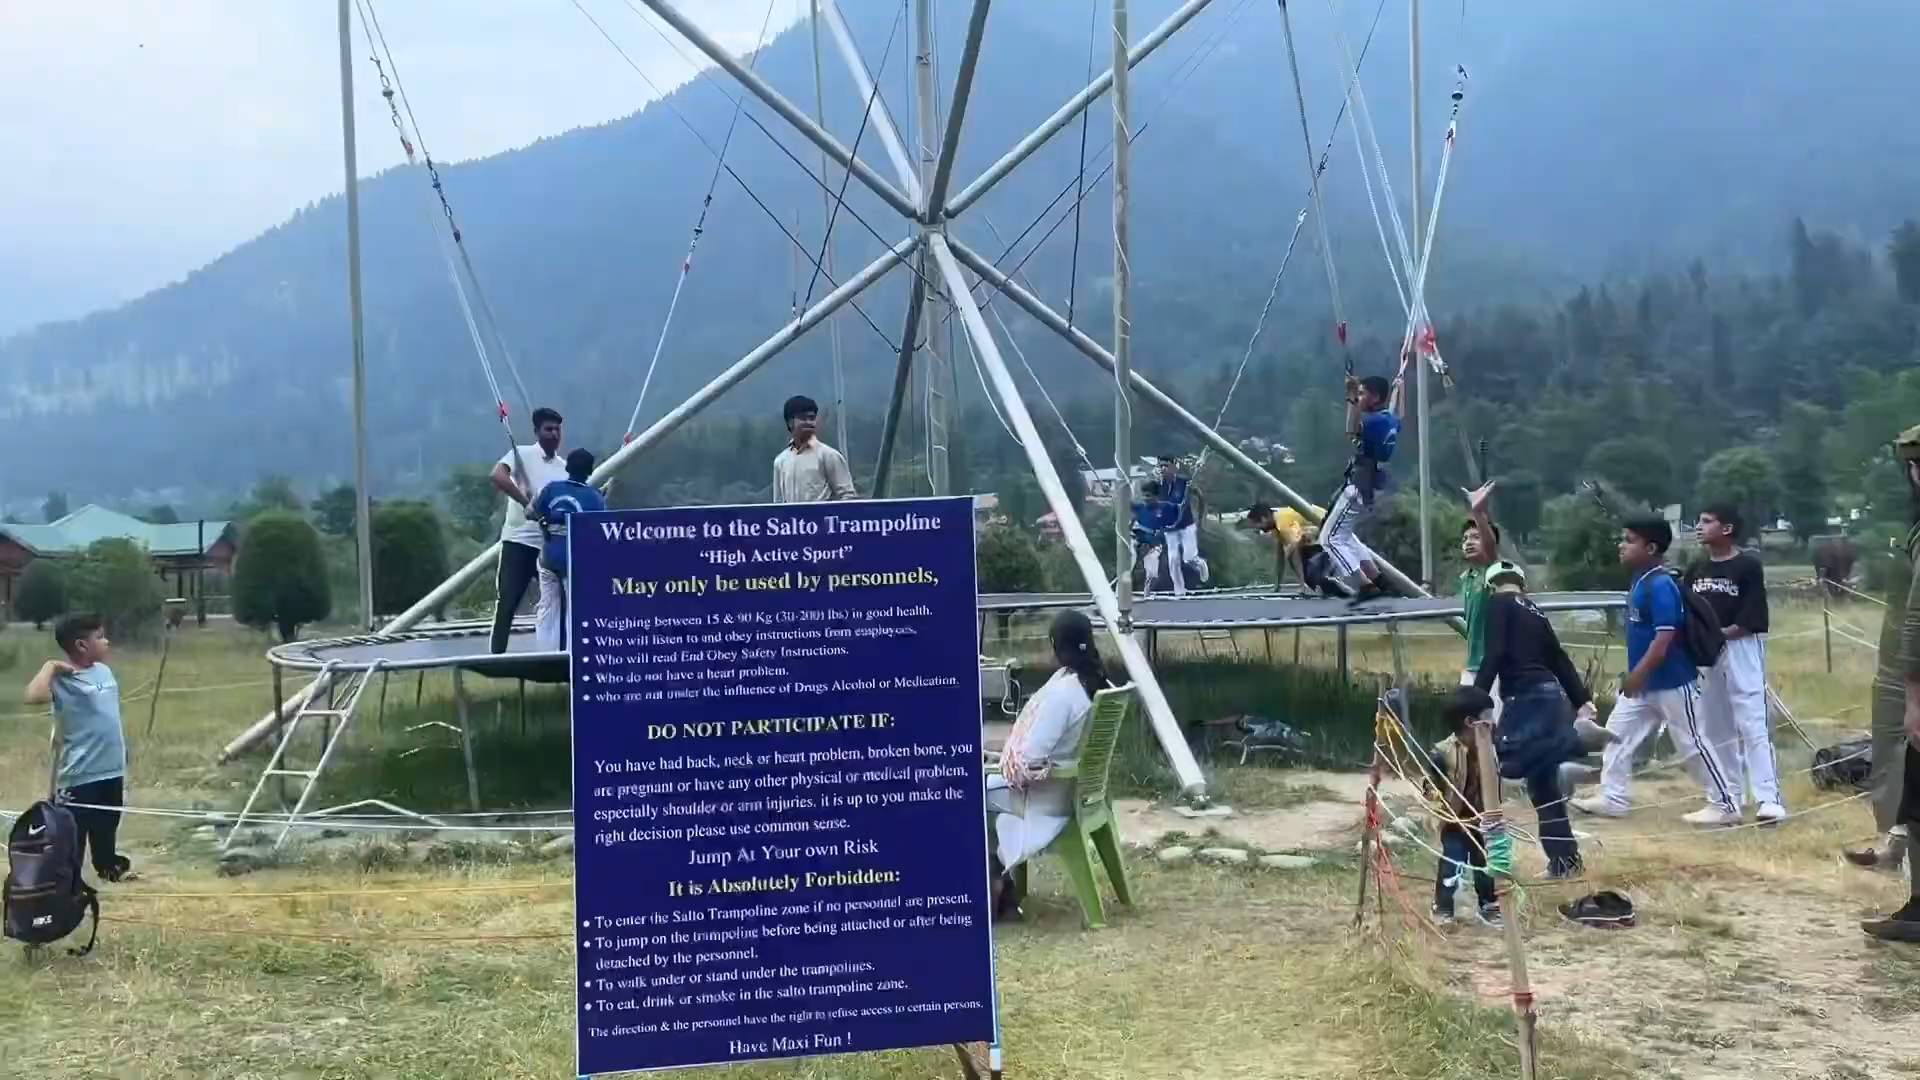 Welcome to the Salto Trampoline
“High Active Sport”
May only be used by personnels,
• Weighing between 15 & 90 Kg (30-200) lbs) in good health.
• Who will listen to and obey instructions from employees.
• Who will read End Obey Safety Instructions.
• Who do not have a heart problem.
• who are not under the influence of Drugs Alcohol or Medication.
DO NOT PARTICIPATE IF:
You have had back, neck or heart problem, broken bone, you
are pregnant or have any other physical or medical problem,
especially shoulder or arm injuries. it is up to you make the
right decision please use common sense.
Jump At Your own Risk
It is Absolutely Forbidden:
• To enter the Salto Trampoline zone if no personnel are present.
• To jump on the trampoline before being attached or after being
detached by the personnel.
• To walk under or stand under the trampolines.
• To eat, drink or smoke in the salto trampoline zone.
The direction & the personnel have the right to refuse access to certain persons.
Have Maxi Fun !
NIKE